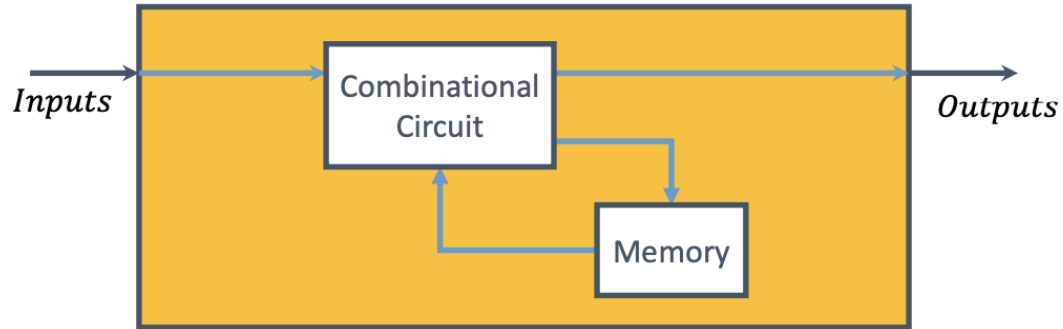 Inputs
Combinational
Circuit
Outputs
Memory